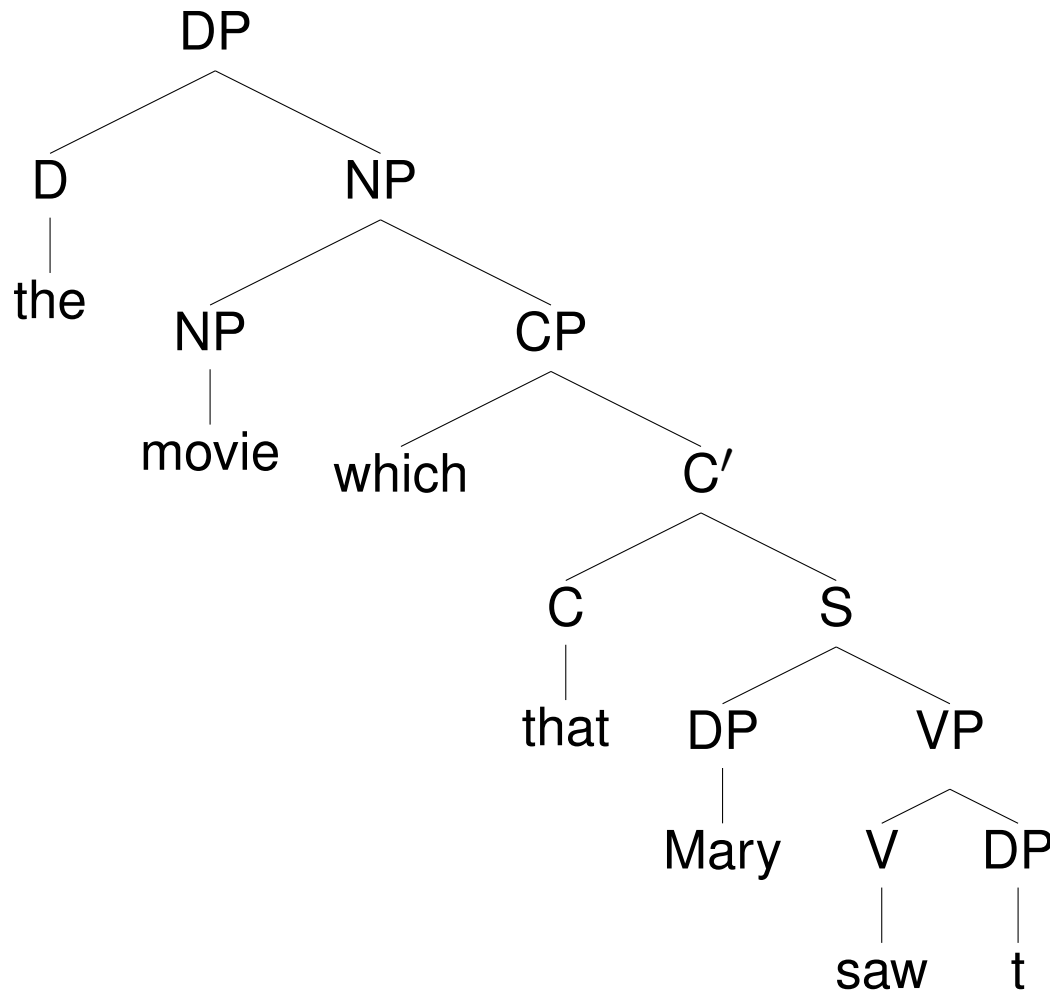 DP
D NP
the
NP CP
movie which C′
C S
that DP VP
Mary V DP
saw t